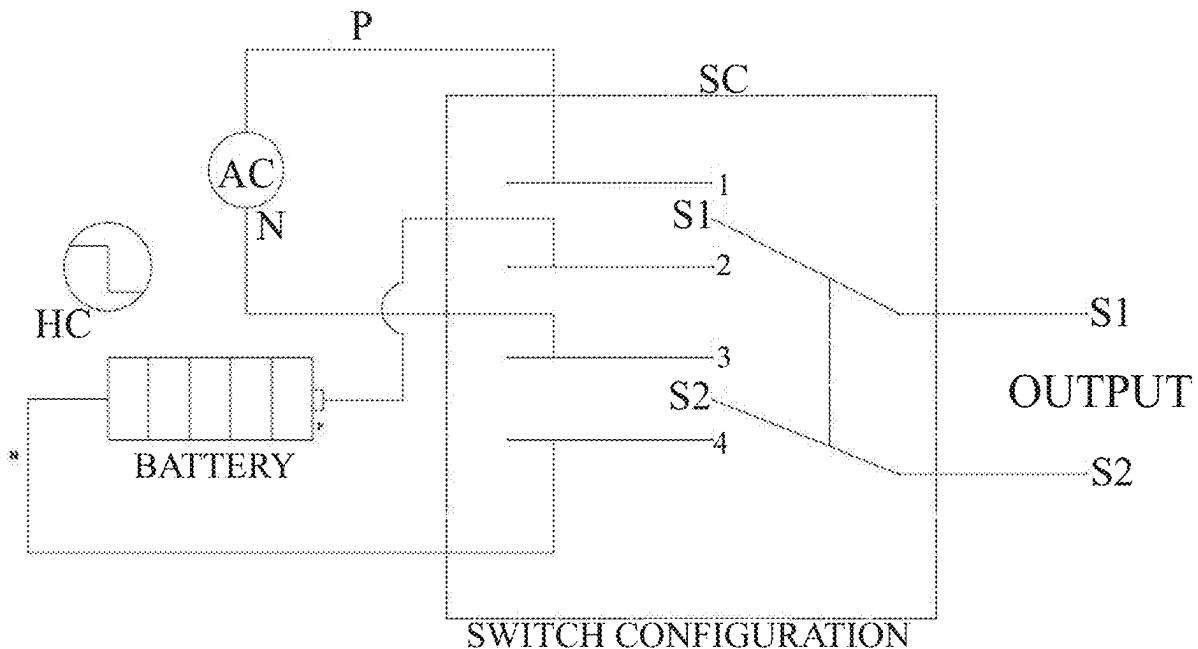 P
SC
AC
1
N
S1
2
HC
S1
3
S2
OUTPUT
4
BATTERY
S2
SWITCH CONFIGURATION